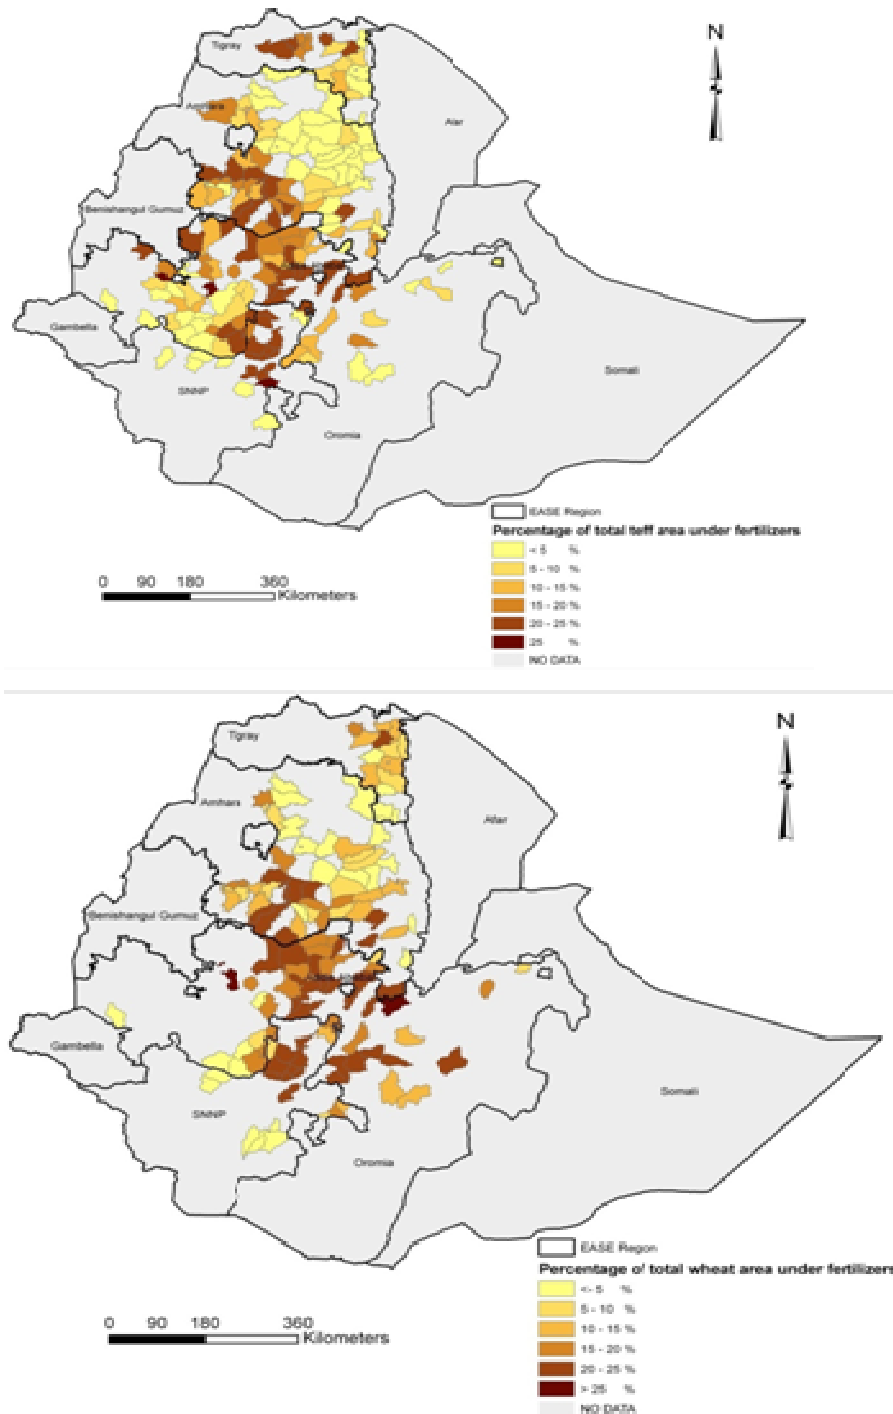 N
Tigray
Amhara
Afar
Benishangul Gumuz
Gambella
Somali
SNNP
Oromia
EASE Region
Percentage of total teff area under fertilizers
< 5 %
5 - 10 %
10 - 15 %
15 - 20 %
20 - 25 %
25 %
NO DATA
0 90 180 360
Kilometers
N
Tgray
Amhara
Afar
Benishangul Gumuz
Gambella
Somali
SNNP
Oromia
EASE Region
Percentage of total wheat area under fertilizers
<- 5 %
5 - 10 %
10 - 15 %
15 - 20 %
20 - 25 %
> 25 %
NO DATA
0 90 180 360
Kilometers